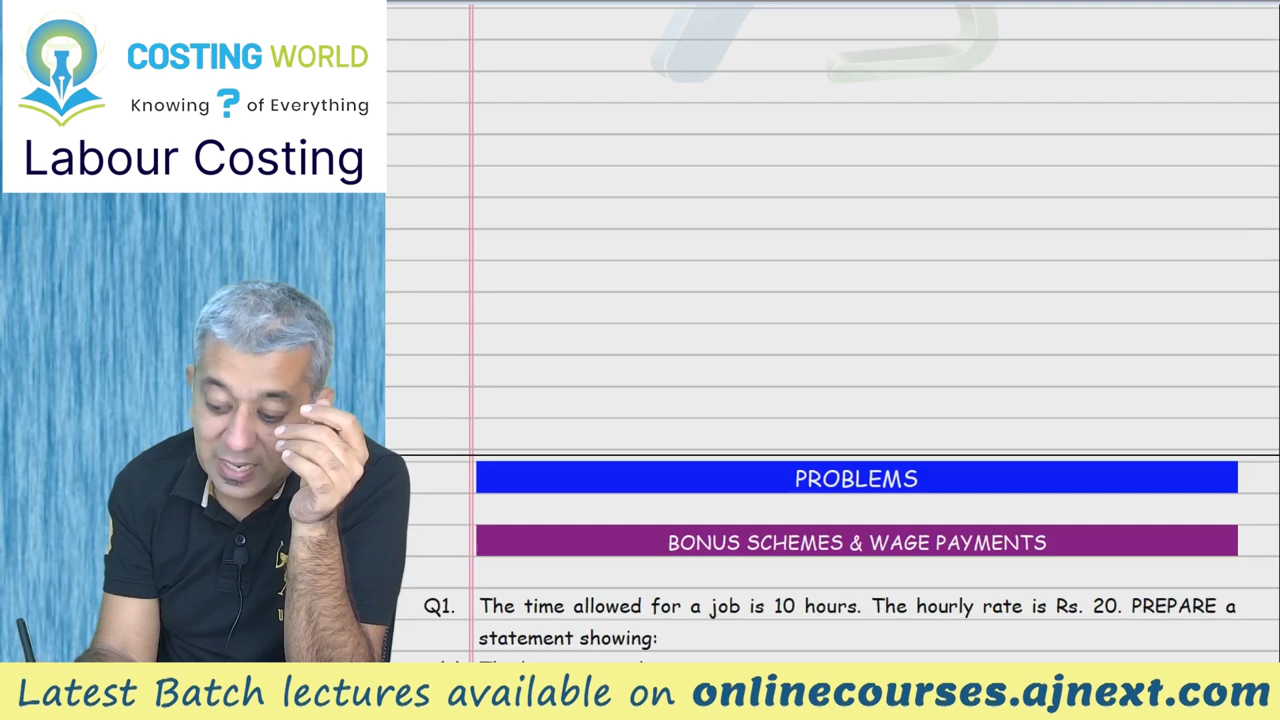 COSTING WORLD
Knowing ? of Everything
Labour Costing
PROBLEMS
BONUS SCHEMES & WAGE PAYMENTS
Q1. The time allowed for a job is 10 hours. The hourly rate is Rs. 20. PREPARE a
statement showing:
Latest Batch lectures available on onlinecourses.ajnext.com